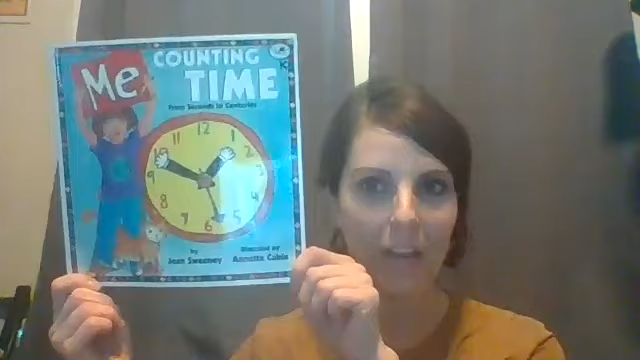 Me
COUNTING
TIME
From Seconds to Centuries
12
1
2
3
4
5
6
7
8
9
10
11
by
Joan Sweeney
Illustrated by
Annette Cable